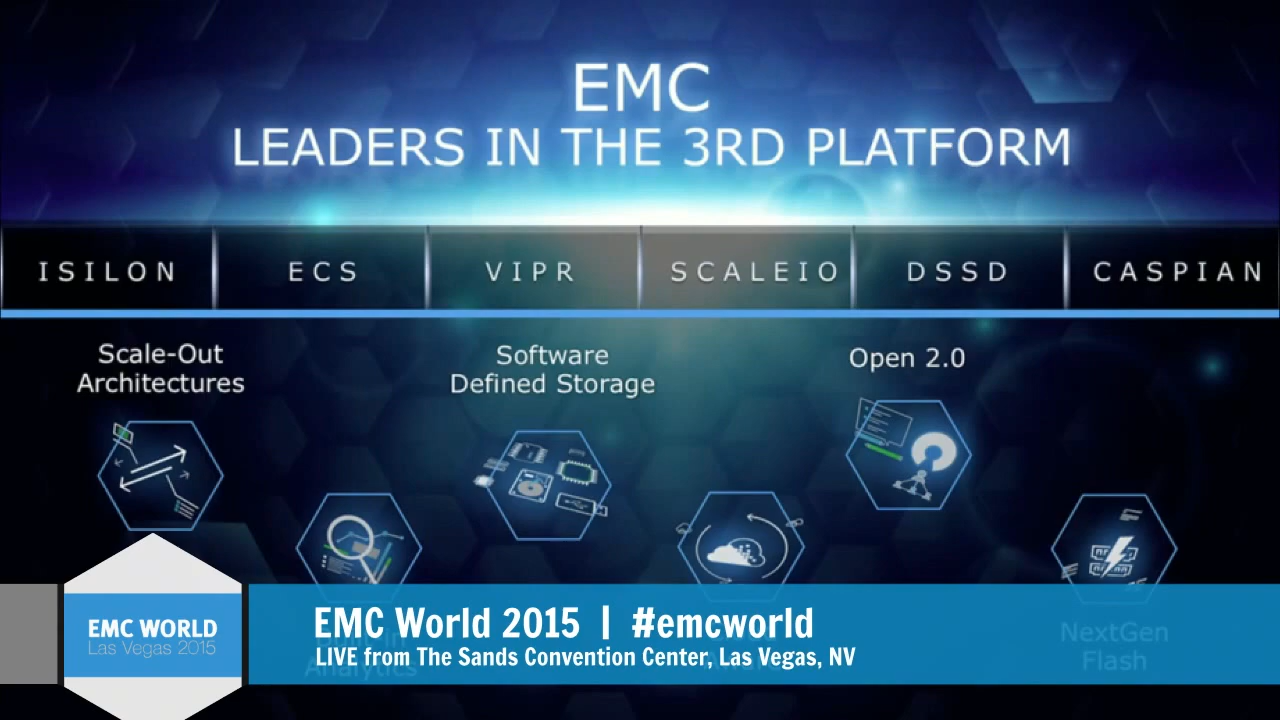 EMC
LEADERS IN THE 3RD PLATFORM
ISILON ECS VIPR SCALEIO DSSD CASPIAN
Scale-Out
Architectures
Software
Defined Storage
Open 2.0
EMC WORLD
Las Vegas 2015
EMC World 2015 | #emcworld
LIVE from The Sands Convention Center, Las Vegas, NV
Analytics
NextGen
Flash